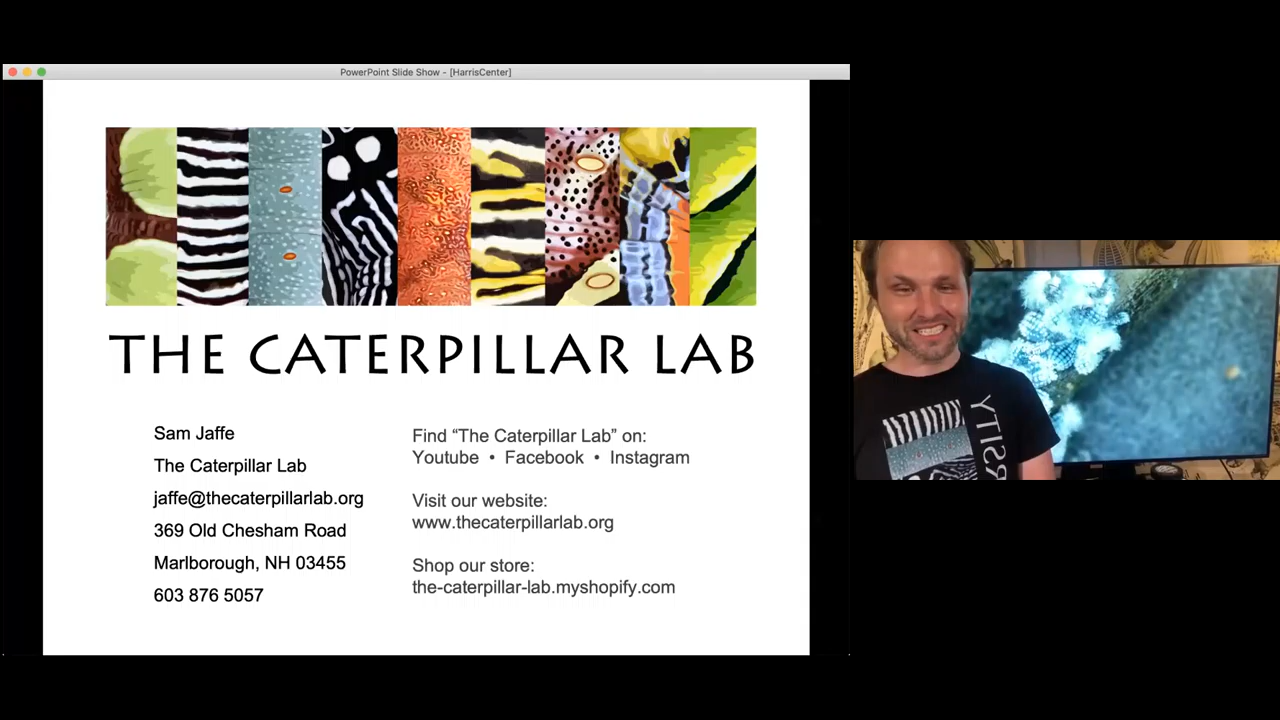 PowerPoint Slide Show - [HarrisCenter]
THE CATERPILLAR LAB
Sam Jaffe
The Caterpillar Lab
jaffe@thecaterpillarlab.org
369 Old Chesham Road
Marlborough, NH 03455
603 876 5057
Find “The Caterpillar Lab” on:
Youtube • Facebook • Instagram
Visit our website:
www.thecaterpillarlab.org
Shop our store:
the-caterpillar-lab.myshopify.com